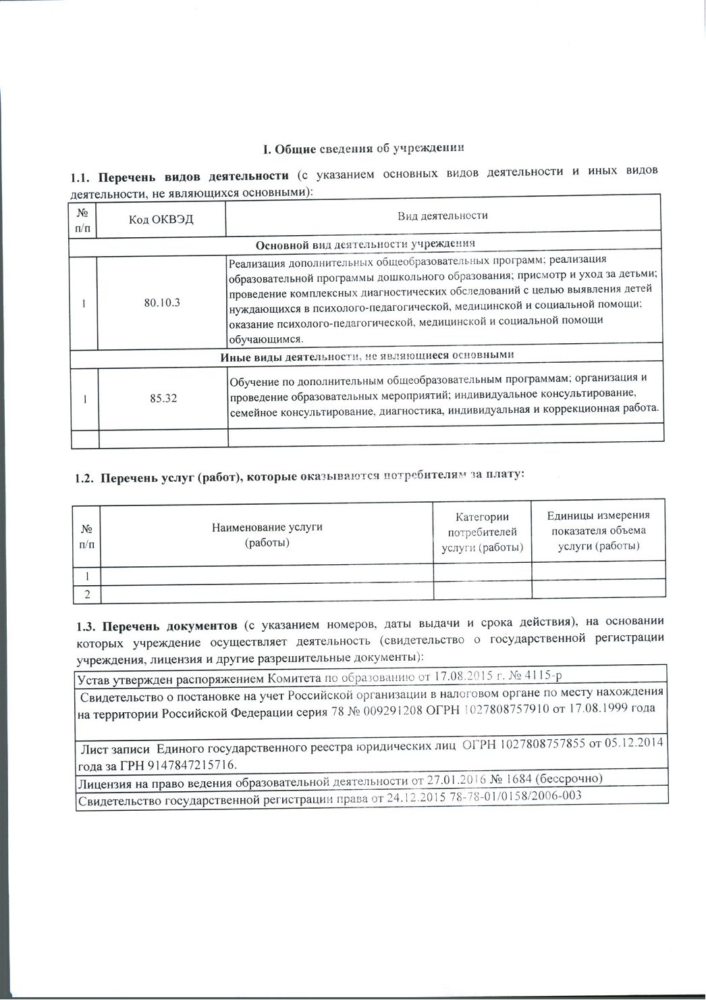 I. Общие сведения об учреждении
1.1. Перечень видов деятельности (с указанием основных видов деятельности и иных видов
деятельности, не являющихся основными):
№
п/п
Код ОКВЭД
Вид деятельности
Основной вид деятельности учреждения
1
80.10.3
Реализация дополнительных общеобразовательных программ; реализация
образовательной программы дошкольного образования; присмотр и уход за детьми;
проведение комплексных диагностических обследований с целью выявления детей
нуждающихся в психолого-педагогической, медицинской и социальной помощи;
оказание психолого-педагогической, медицинской и социальной помощи
обучающимся.
Иные виды деятельности, не являющиеся основными
1
85.32
Обучение по дополнительным общеобразовательным программам; организация и
проведение образовательных мероприятий; индивидуальное консультирование,
семейное консультирование, диагностика, индивидуальная и коррекционная работа.
1.2. Перечень услуг (работ), которые оказываются потребителям за плату:
№
п/п
Наименование услуги
(работы)
Категории
потребителей
услуги (работы)
Единицы измерения
показателя объема
услуги (работы)
1
2
1.3. Перечень документов (с указанием номеров, даты выдачи и срока действия), на основании
которых учреждение осуществляет деятельность (свидетельство о государственной регистрации
учреждения, лицензия и другие разрешительные документы):
Устав утвержден распоряжением Комитета по образованию от 17.08.2015 г. № 4115-р
Свидетельство о постановке на учет Российской организации в налоговом органе по месту нахождения
на территории Российской Федерации серия 78 № 009291208 ОГРН 1027808757910 от 17.08.1999 года
Лист записи Единого государственного реестра юридических лиц ОГРН 1027808757855 от 05.12.2014
года за ГРН 9147847215716.
Лицензия на право ведения образовательной деятельности от 27.01.2016 № 1684 (бессрочно)
Свидетельство государственной регистрации права от 24.12.2015 78-78-01/0158/2006-003